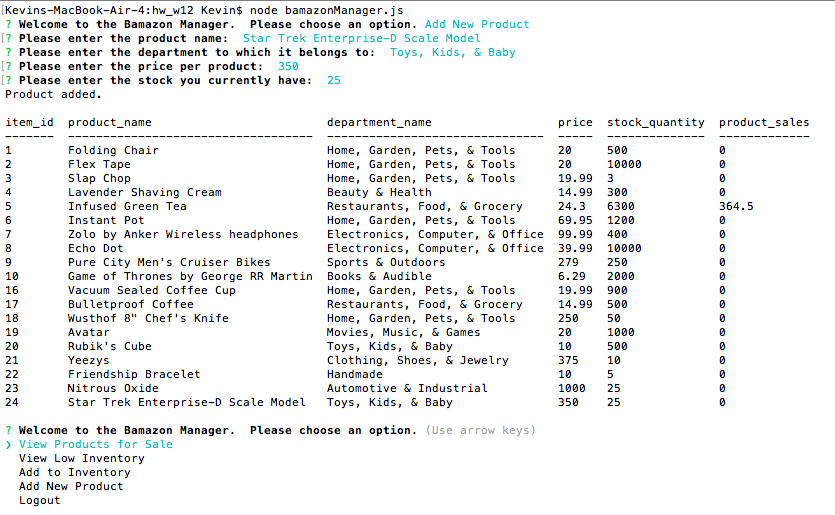 [Kevins-MacBook-Air-4:hw_w12 Kevin$ node bamazonManager.js
? Welcome to the Bamazon Manager.  Please choose an option. Add New Product
[? Please enter the product name:  Star Trek Enterprise-D Scale Model
? Please enter the department to which it belongs to:  Toys, Kids, & Baby
[? Please enter the price per product:  350
[? Please enter the stock you currently have:  25
Product added.
item_id  product_name                         department_name                  price  stock_quantity  product_sales
-------  -----------------------------------  -------------------------------  -----  --------------  -------------
1        Folding Chair                        Home, Garden, Pets, & Tools      20     500             0
2        Flex Tape                            Home, Garden, Pets, & Tools      20     10000           0
3        Slap Chop                            Home, Garden, Pets, & Tools      19.99  3               0
4        Lavender Shaving Cream               Beauty & Health                  14.99  300             0
5        Infused Green Tea                    Restaurants, Food, & Grocery     24.3   6300            364.5
6        Instant Pot                          Home, Garden, Pets, & Tools      69.95  1200            0
7        Zolo by Anker Wireless headphones    Electronics, Computer, & Office  99.99  400             0
8        Echo Dot                             Electronics, Computer, & Office  39.99  10000           0
9        Pure City Men's Cruiser Bikes        Sports & Outdoors                279    250             0
10       Game of Thrones by George RR Martin  Books & Audible                  6.29   2000            0
16       Vacuum Sealed Coffee Cup             Home, Garden, Pets, & Tools      19.99  900             0
17       Bulletproof Coffee                   Restaurants, Food, & Grocery     14.99  500             0
18       Wusthof 8" Chef's Knife              Home, Garden, Pets, & Tools      250    50              0
19       Avatar                               Movies, Music, & Games           20     1000            0
20       Rubik's Cube                         Toys, Kids, & Baby               10     500             0
21       Yeezys                               Clothing, Shoes, & Jewelry       375    10              0
22       Friendship Bracelet                  Handmade                         10     5               0
23       Nitrous Oxide                        Automotive & Industrial          1000   25              0
24       Star Trek Enterprise-D Scale Model   Toys, Kids, & Baby               350    25              0
? Welcome to the Bamazon Manager.  Please choose an option. (Use arrow keys)
❯ View Products for Sale
View Low Inventory
Add to Inventory
Add New Product
Logout